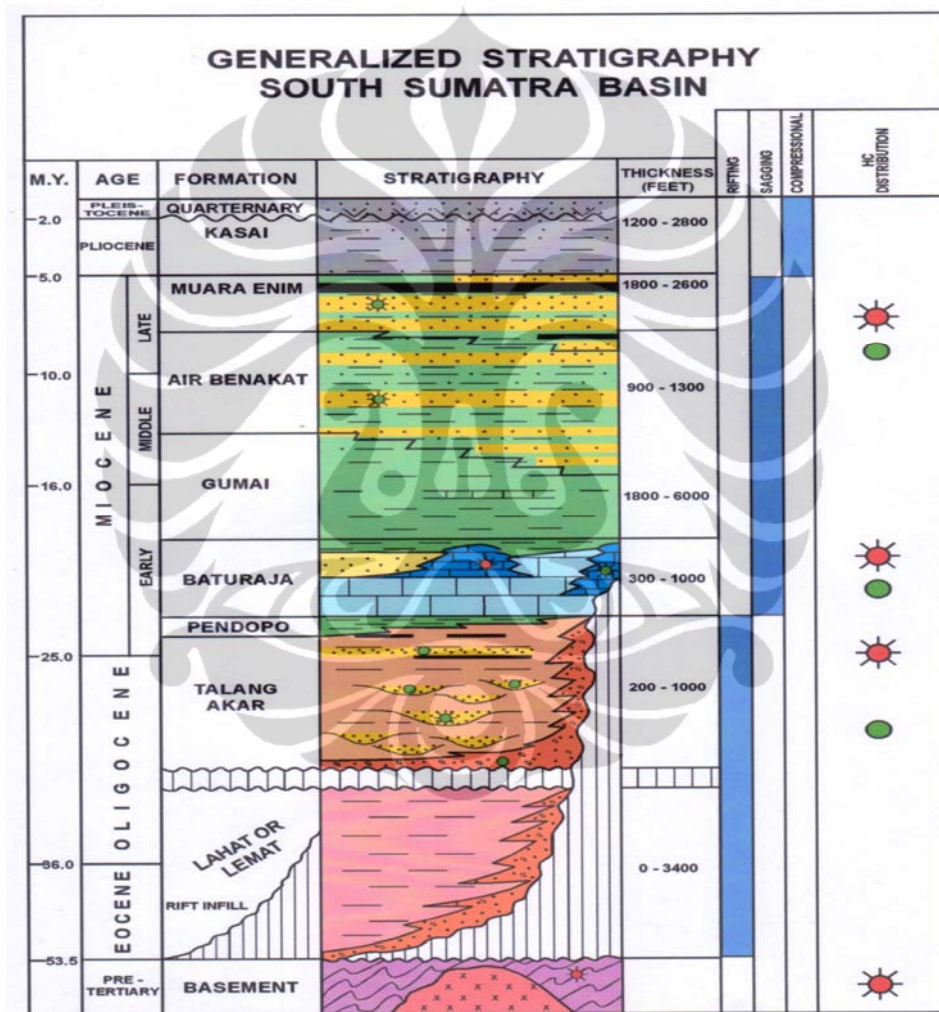 GENERALIZED STRATIGRAPHY
SOUTH SUMATRA BASIN
RIFTING
SAGGING
COMPRESSIONAL
HC
DISTRIBUTION
M.Y.
AGE
FORMATION
STRATIGRAPHY
THICKNESS
(FEET)
PLEIS-
TOCENE
QUARTERNARY
2.0
KASAI
1200 - 2800
PLIOCENE
5.0
MUARA ENIM
1800 - 2600
LATE
10.0
AIR BENAKAT
900 - 1300
MIDDLE
MIOCENE
16.0
GUMAI
1800 - 6000
EARLY
BATURAJA
300 - 1000
PENDOPO
25.0
TALANG
AKAR
200 - 1000
OLIGOCENE
LAHAT OR
LEMAT
36.0
0 - 3400
EOCENE
RIFT INFILL
53.5
PRE -
TERTIARY
BASEMENT